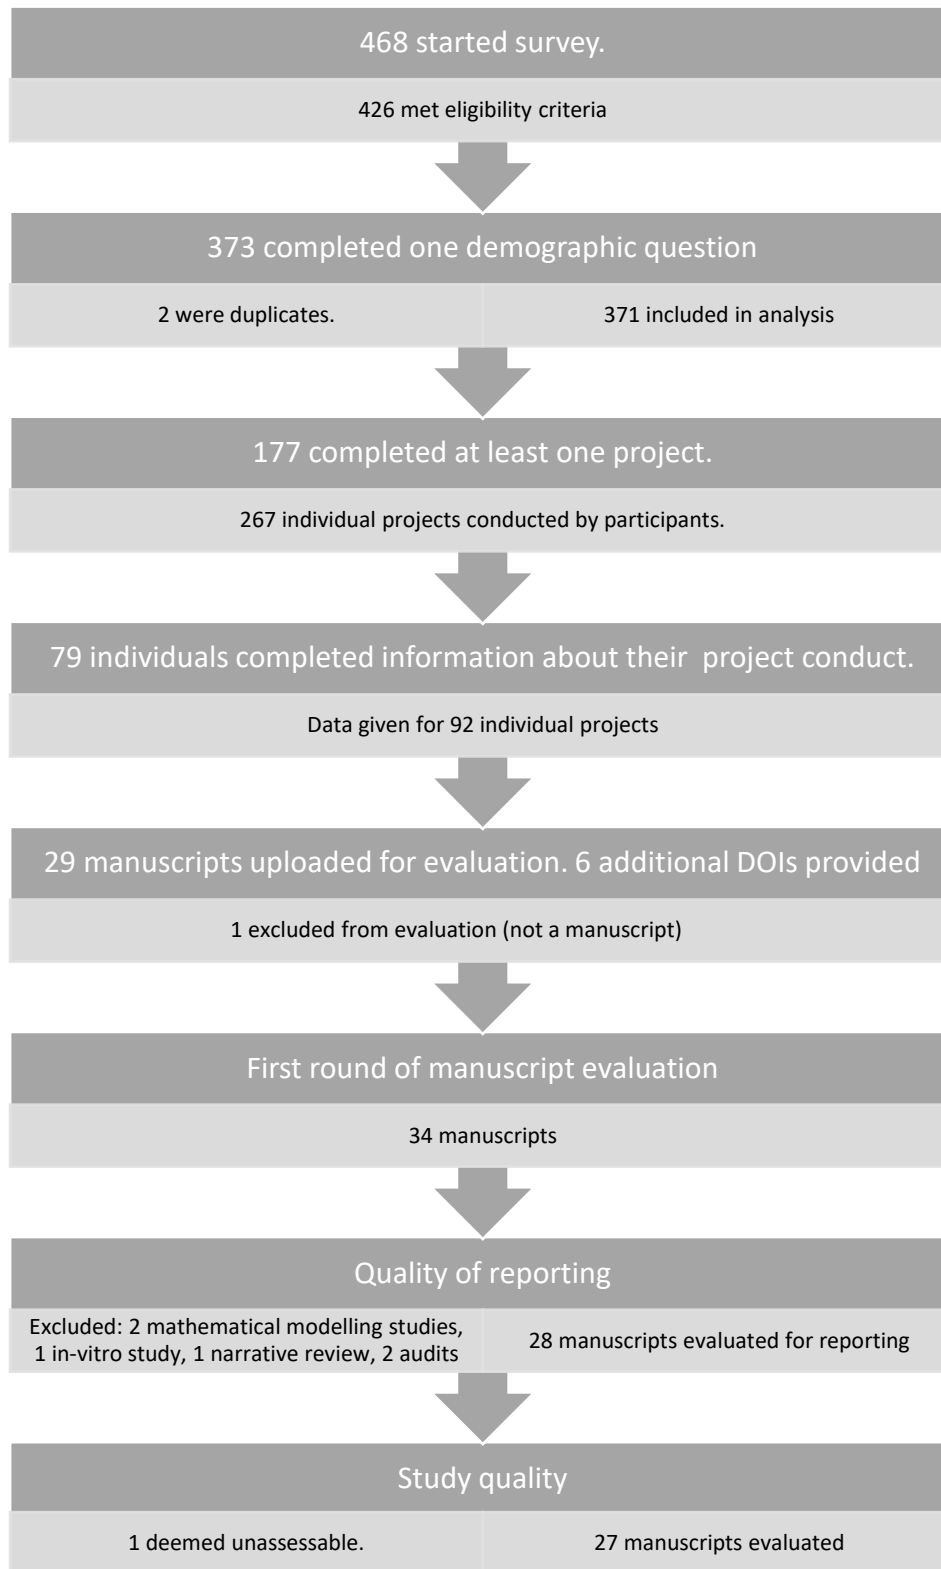 468 started survey.
426 met eligibility criteria
373 completed one demographic question
2 were duplicates.
371 included in analysis
177 completed at least one project.
267 individual projects conducted by participants.
79 individuals completed information about their  project conduct.
Data given for 92 individual projects
29 manuscripts uploaded for evaluation. 6 additional DOIs provided
1 excluded from evaluation (not a manuscript)
First round of manuscript evaluation
34 manuscripts
Quality of reporting
Excluded: 2 mathematical modelling studies,
1 in-vitro study, 1 narrative review, 2 audits
28 manuscripts evaluated for reporting
Study quality
1 deemed unassessable.
27 manuscripts evaluated